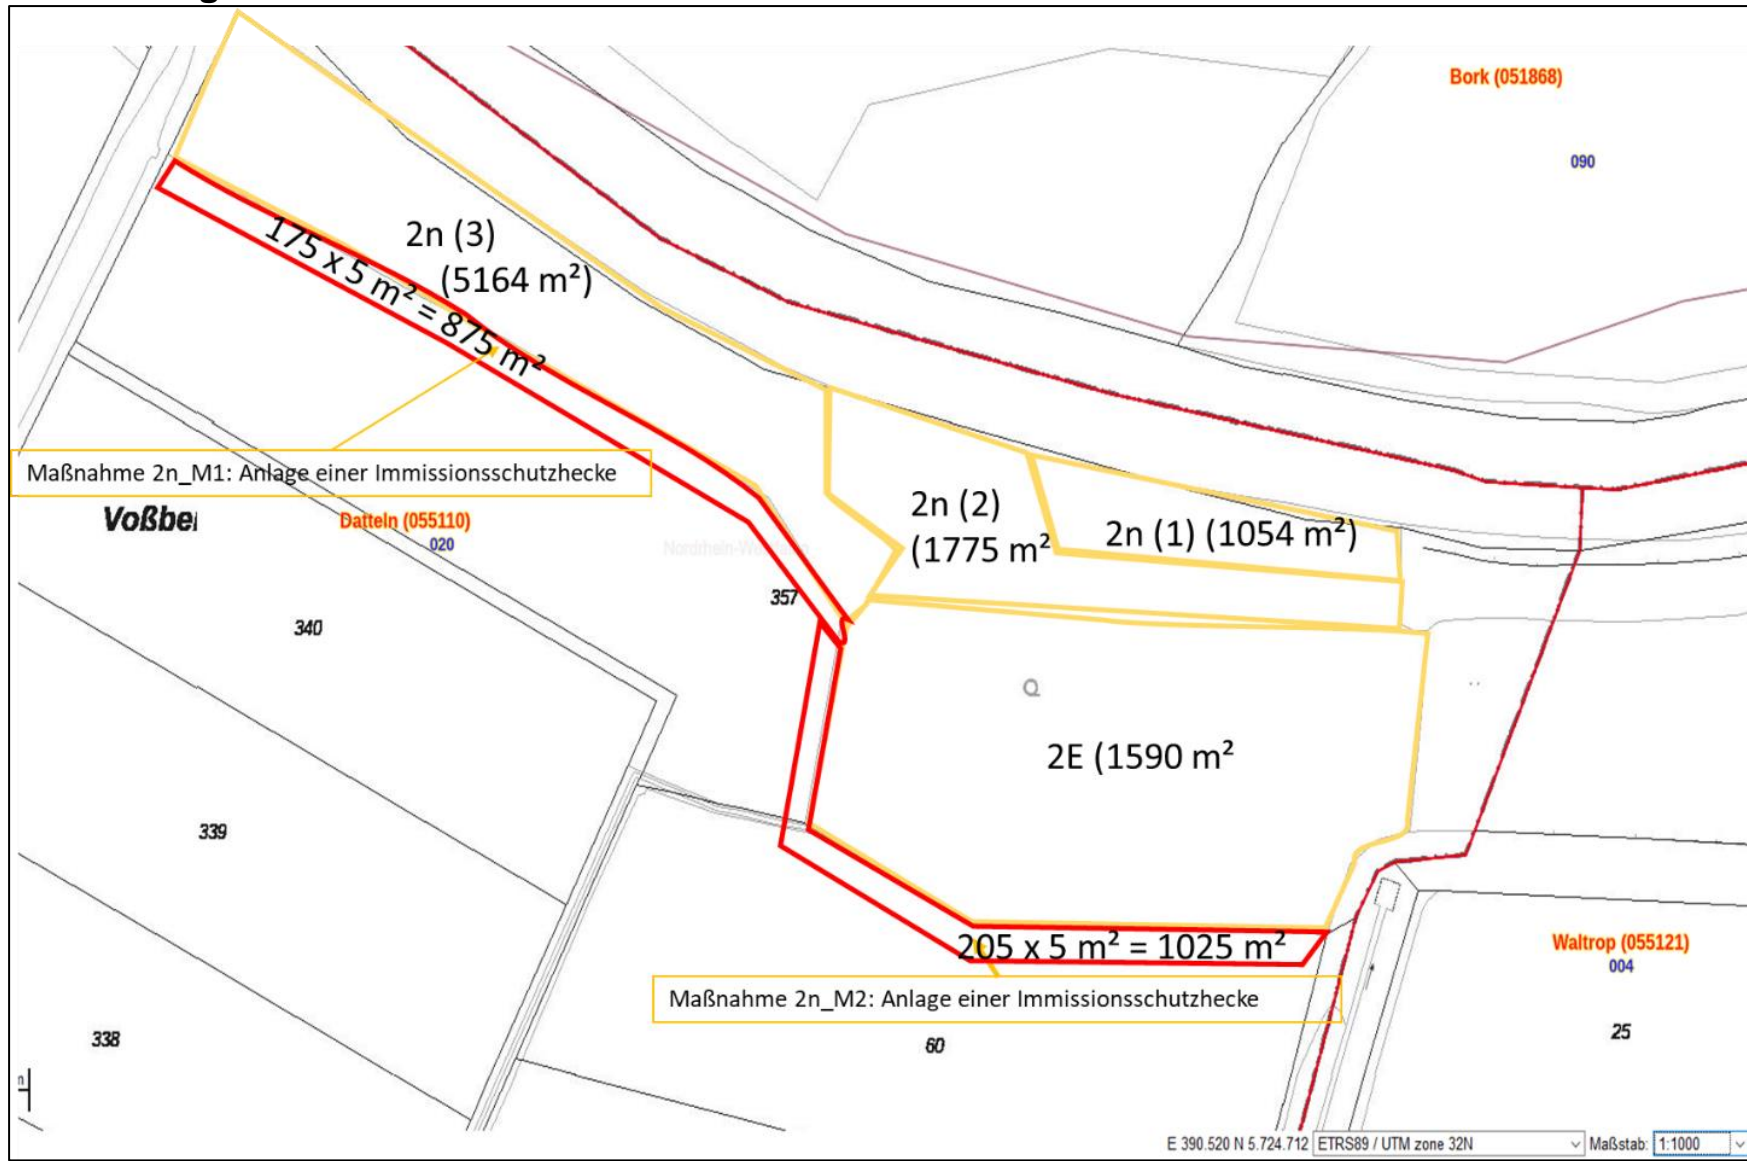 Bork (051868)
090
2n (3)
(5164 m²)
175 x 5 m² = 875 m²
Maßnahme 2n_M1: Anlage einer Immissionsschutzhecke
Voßbei
Datteln (055110)
020
2n (2)
(1775 m²
2n (1) (1054 m²)
357
340
2E (1590 m²
339
205 x 5 m² = 1025 m²
Waltrop (055121)
004
Maßnahme 2n_M2: Anlage einer Immissionsschutzhecke
338
60
25
E 390.520 N 5.724.712 ETRS89 / UTM zone 32N Maßstab: 1:1000